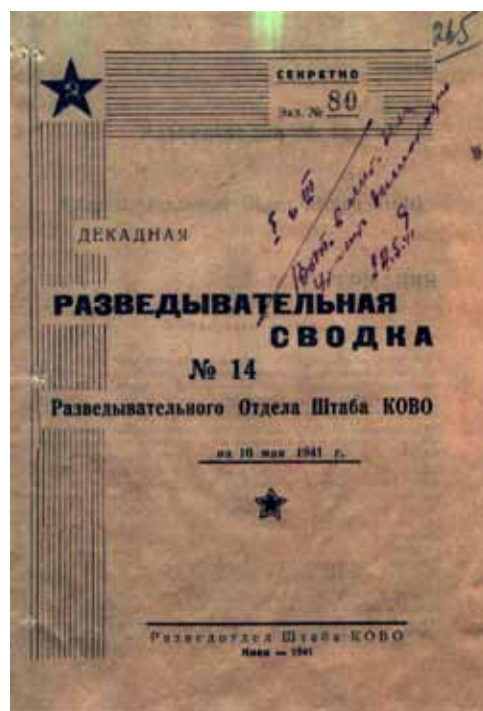 265
СЕКРЕТНО
Экз. № 80
I и III
ДЕКАДНАЯ
РАЗВЕДЫВАТЕЛЬНАЯ
СВОДКА
№ 14
Разведывательного Отдела Штаба КОВО
на 10 мая 1941 г.
Разведотдел Штаба КОВО
Киев — 1941